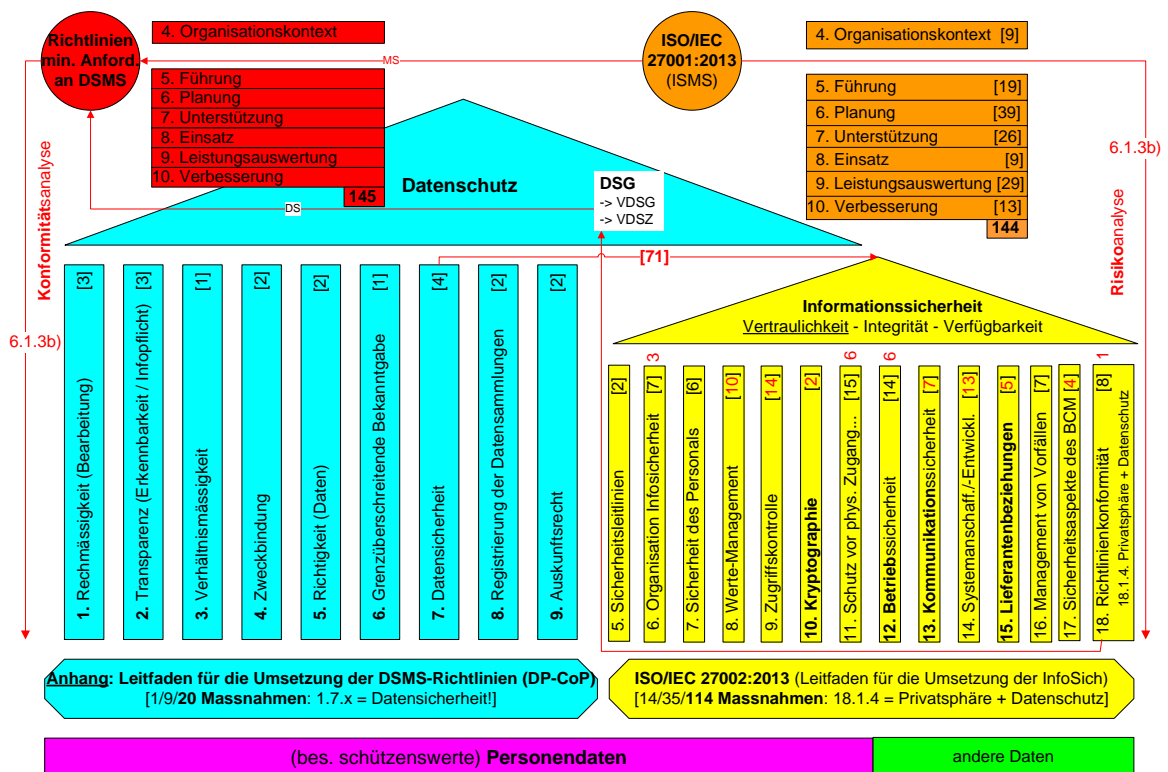 Richtlinien
min. Anford.
an DSMS
4. Organisationskontext
5. Führung
6. Planung
7. Unterstützung
8. Einsatz
9. Leistungsauswertung
10. Verbesserung
145
MS
ISO/IEC
27001:2013
(ISMS)
4. Organisationskontext [9]
5. Führung [19]
6. Planung [39]
7. Unterstützung [26]
8. Einsatz [9]
9. Leistungsauswertung [29]
10. Verbesserung [13]
144
6.1.3b)
Risikoanalyse
Konformitätsanalyse
6.1.3b)
Datenschutz
DS
DSG
-> VDSG
-> VDSZ
[71]
1. Rechmässigkeit (Bearbeitung) [3]
2. Transparenz (Erkennbarkeit / Infopflicht) [3]
3. Verhältnismässigkeit [1]
4. Zweckbindung [2]
5. Richtigkeit (Daten) [2]
6. Grenzüberschreitende Bekanntgabe [1]
7. Datensicherheit [4]
8. Registrierung der Datensammlungen [2]
9. Auskunftsrecht [2]
Informationssicherheit
Vertraulichkeit - Integrität - Verfügbarkeit
5. Sicherheitsleitlinien [2]
6. Organisation Infosicherheit [7] 3
7. Sicherheit des Personals [6]
8. Werte-Management [10]
9. Zugriffskontrolle [14]
10. Kryptographie [2]
11. Schutz vor phys. Zugang... [15] 6
12. Betriebssicherheit [14] 6
13. Kommunikationssicherheit [7]
14. Systemanschaff./-Entwickl. [13]
15. Lieferantenbeziehungen [5]
16. Management von Vorfällen [7]
17. Sicherheitsaspekte des BCM [4]
18. Richtlinienkonformität [8] 1
18.1.4. Privatsphäre + Datenschutz
Anhang: Leitfaden für die Umsetzung der DSMS-Richtlinien (DP-CoP)
[1/9/20 Massnahmen: 1.7.x = Datensicherheit!]
ISO/IEC 27002:2013 (Leitfaden für die Umsetzung der InfoSich)
[14/35/114 Massnahmen: 18.1.4 = Privatsphäre + Datenschutz]
(bes. schützenswerte) Personendaten
andere Daten